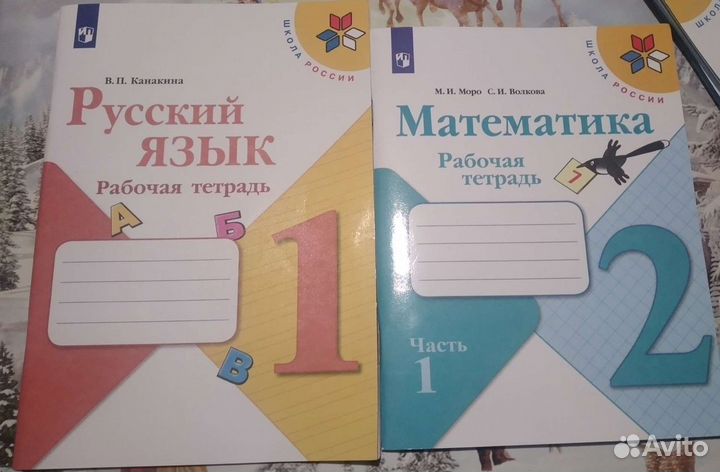 ШКОЛА РОССИИ
В. П. Канакина
Русский
ЯЗЫК
Рабочая тетрадь
А
Б
В
1
ШКОЛА РОССИИ
М. И. Моро С. И. Волкова
Математика
Рабочая
тетрадь
7
Часть
1
2
Avito